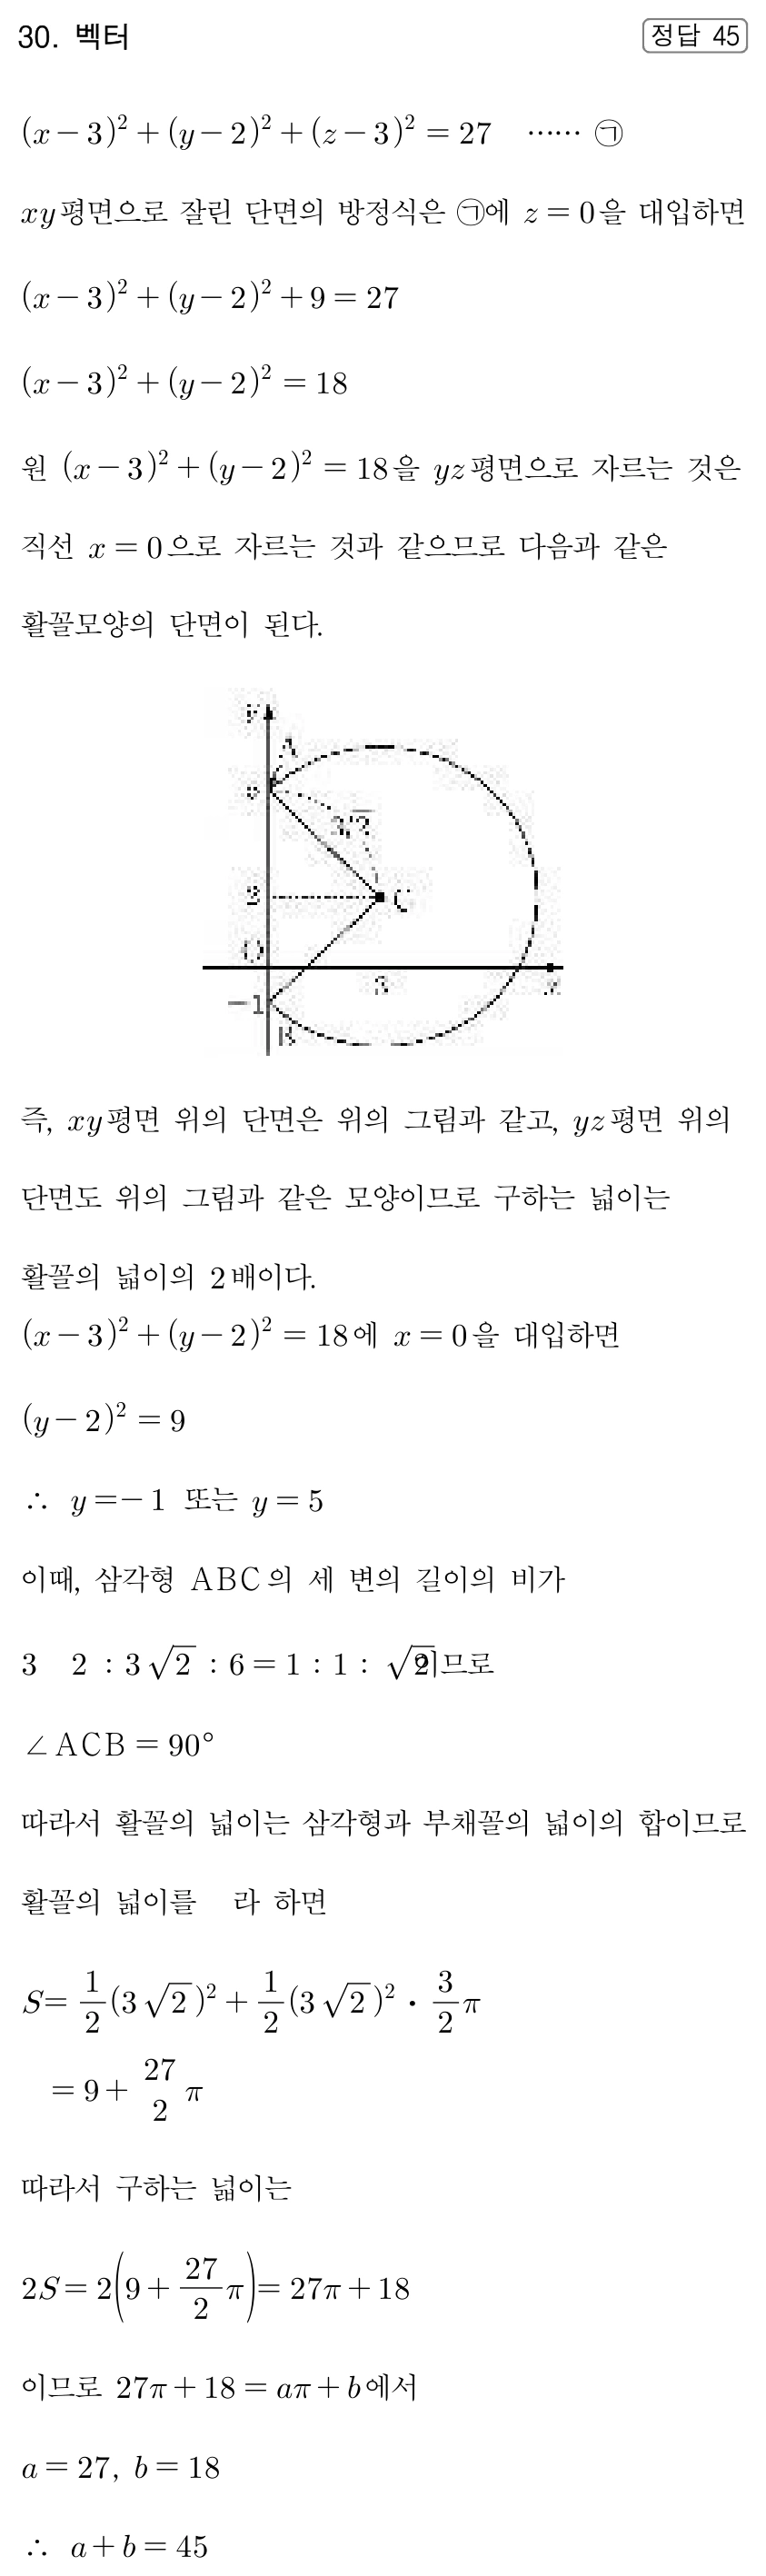 30. 벡터
정답 45
(x-3)²+(y-2)²+(z-3)²=27 ⋯⋯ ㉠
xy평면으로 잘린 단면의 방정식은 ㉠에 z=0을 대입하면
(x-3)²+(y-2)²+9=27
(x-3)²+(y-2)²=18
원 (x-3)²+(y-2)²=18을 yz평면으로 자르는 것은
직선 x=0으로 자르는 것과 같으므로 다음과 같은
활꼴모양의 단면이 된다.
y
A
3√2
2
C
O
3
x
-1
B
즉, xy평면 위의 단면은 위의 그림과 같고, yz평면 위의
단면도 위의 그림과 같은 모양이므로 구하는 넓이는
활꼴의 넓이의 2배이다.
(x-3)²+(y-2)²=18에 x=0을 대입하면
(y-2)²=9
∴ y=-1 또는 y=5
이때, 삼각형 ABC의 세 변의 길이의 비가
3 2 : 3√2 : 6 = 1 : 1 : √2이므로
∠ACB=90°
따라서 활꼴의 넓이는 삼각형과 부채꼴의 넓이의 합이므로
활꼴의 넓이를 라 하면
S=1/2(3√2)²+1/2(3√2)²·3/2π
=9+27/2π
따라서 구하는 넓이는
2S=2(9+27/2π)=27π+18
이므로 27π+18=aπ+b에서
a=27, b=18
∴ a+b=45